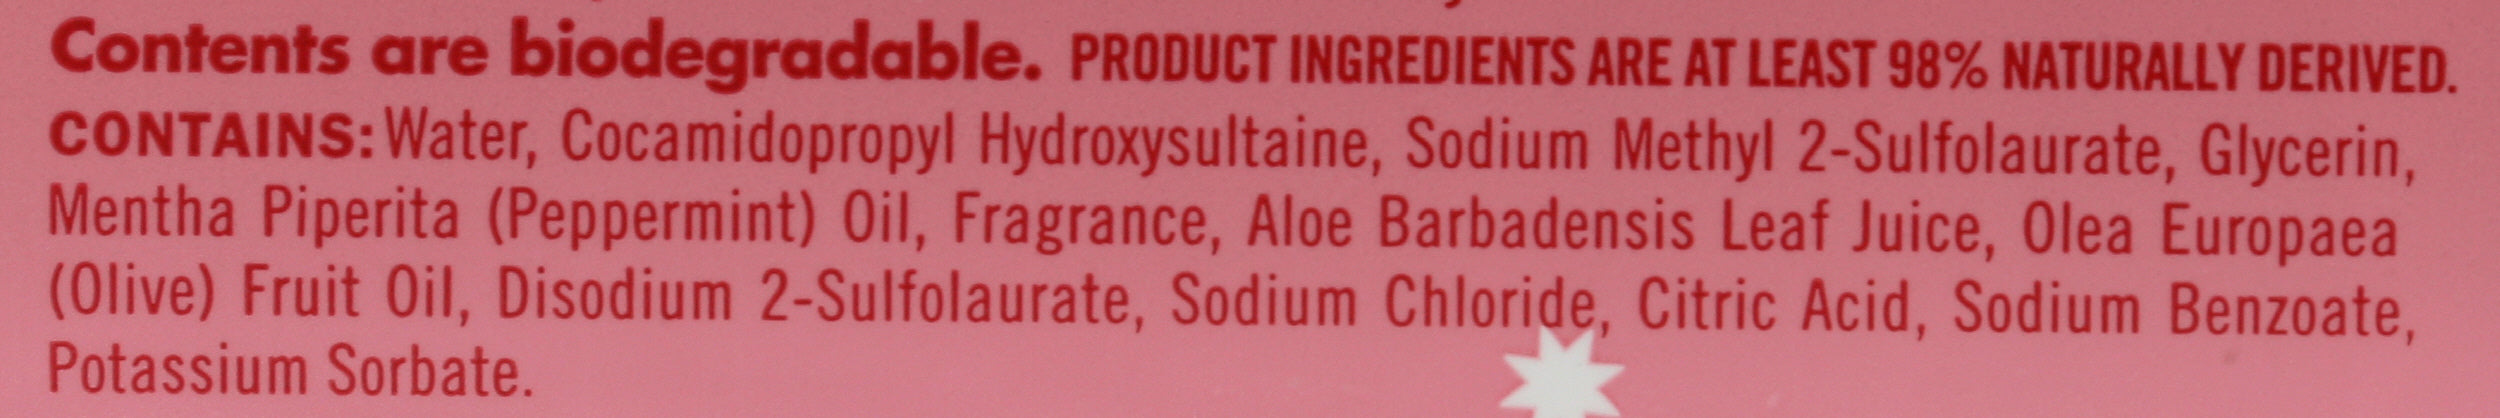 Contents are biodegradable. PRODUCT INGREDIENTS ARE AT LEAST 98% NATURALLY DERIVED.
CONTAINS: Water, Cocamidopropyl Hydroxysultaine, Sodium Methyl 2-Sulfolaurate, Glycerin,
Mentha Piperita (Peppermint) Oil, Fragrance, Aloe Barbadensis Leaf Juice, Olea Europaea
(Olive) Fruit Oil, Disodium 2-Sulfolaurate, Sodium Chloride, Citric Acid, Sodium Benzoate,
Potassium Sorbate.